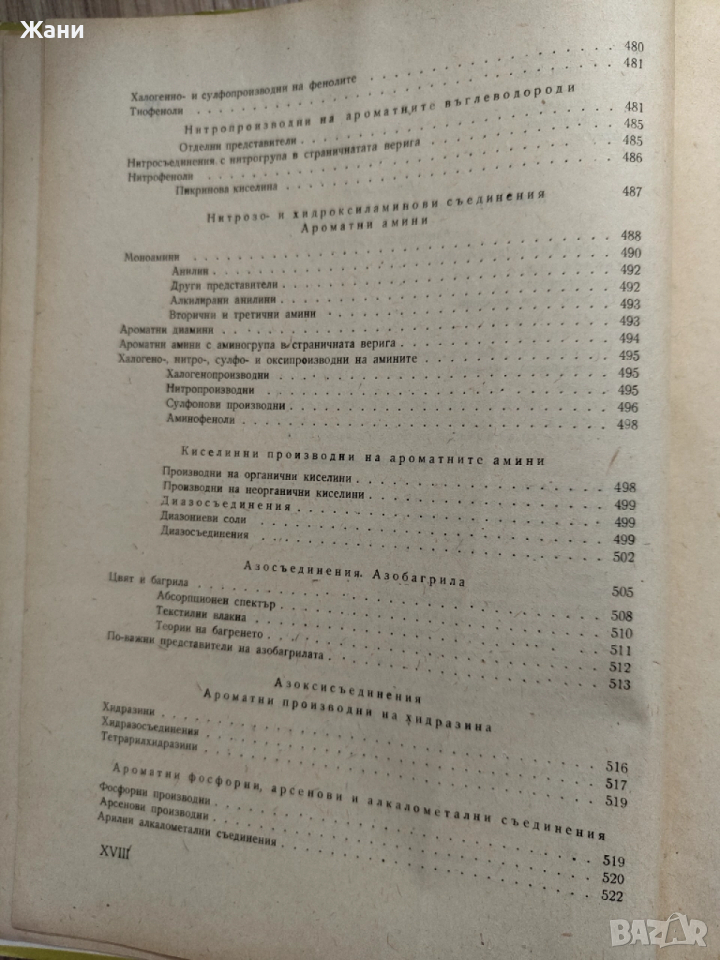 Жани
Халогенно- и сулфопроизводни на фенолите . . . 480
Тиофеноли . . . 481
Нитропроизводни на ароматните въглеводороди
Отделни представители . . . 481
Нитросъединения с нитрогрупа в страничната верига . . . 485
Нитрофеноли . . . 485
Пикринова киселина . . . 486
Нитрозо- и хидроксиламинови съединения 487
Ароматни амини
Моноамини . . . 488
Анилин . . . 490
Други представители . . . 492
Алкилирани анилини . . . 492
Вторични и третични амини . . . 493
Ароматни диамини . . . 493
Ароматни амини с аминогрупа в страничната верига . . . 494
Халогено-, нитро-, сулфо- и оксипроизводни на амините . . . 495
Халогенопроизводни . . . 495
Нитропроизводни . . . 495
Сулфонови производни . . . 496
Аминофеноли . . . 498
Киселинни производни на ароматните амини
Производни на органични киселини . . . 498
Производни на неорганични киселини . . . 499
Диазосъединения . . . 499
Диазониеви соли . . . 499
Диазосъединения . . . 502
Азосъединения. Азобагрила 505
Цвят и багрила . . . 508
Абсорпционен спектър . . . 510
Текстилни влакна . . . 511
Теории на багренето . . . 512
По-важни представители на азобагрилата . . . 513
Азоксисъединения
Ароматни производни на хидразина
Хидразини . . . 516
Хидразосъединения . . . 517
Тетрарилхидразини . . . 519
Ароматни фосфорни, арсенови и алкалометални съединения
Фосфорни производни . . . 519
Арсенови производни . . . 520
Арилни алкалометални съединения . . . 522
XVIII
BAZAR